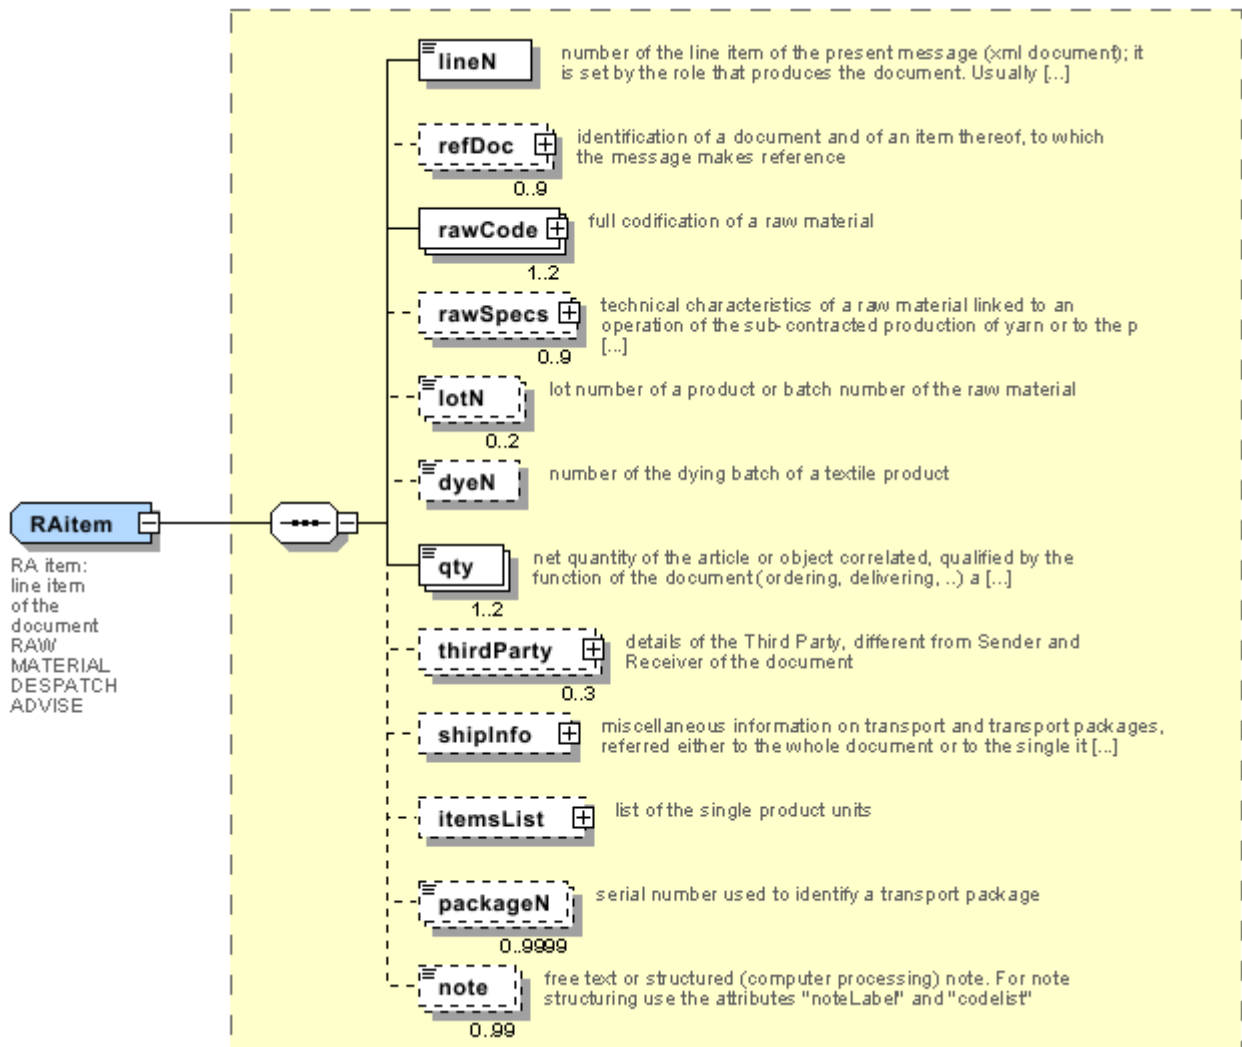 lineN
number of the line item of the present message (xml document); it
is set by the role that produces the document. Usually [...]
refDoc
identification of a document and of an item thereof, to which
the message makes reference
0..9
rawCode
full codification of a raw material
1..2
rawSpecs
technical characteristics of a raw material linked to an
operation of the sub-contracted production of yarn or to the p
[...]
0..9
lotN
lot number of a product or batch number of the raw material
0..2
dyeN
number of the dying batch of a textile product
RAitem
RA item:
line item
of the
document
RAW
MATERIAL
DESPATCH
ADVISE
qty
net quantity of the article or object correlated, qualified by the
function of the document (ordering, delivering, ..) a [...]
1..2
thirdParty
details of the Third Party, different from Sender and
Receiver of the document
0..3
shipInfo
miscellaneous information on transport and transport packages,
referred either to the whole document or to the single it [...]
itemsList
list of the single product units
packageN
serial number used to identify a transport package
0..9999
note
free text or structured (computer processing) note. For note
structuring use the attributes "noteLabel" and "codelist"
0..99